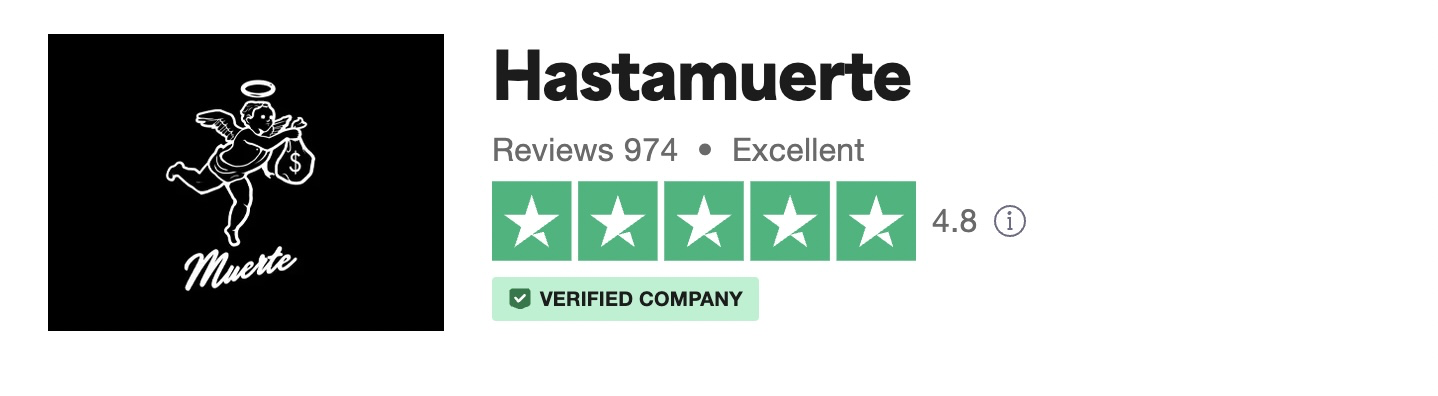 $
Muerte
Hastamuerte
Reviews 974 • Excellent
4.8
VERIFIED COMPANY